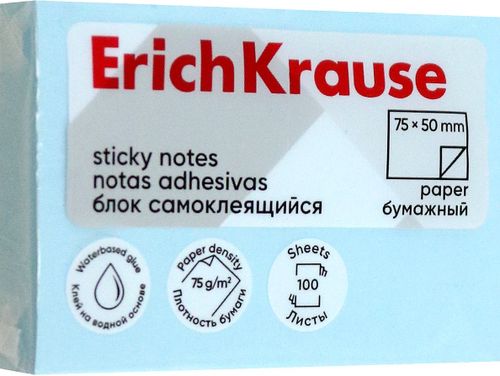 ErichKrause
75 × 50 mm
sticky notes
notas adhesivas
блок самоклеящийся
paper
бумажный
Waterbased glue
Клей на водной основе
Paper density
75 g/m²
Плотность бумаги
Sheets
100
Листы